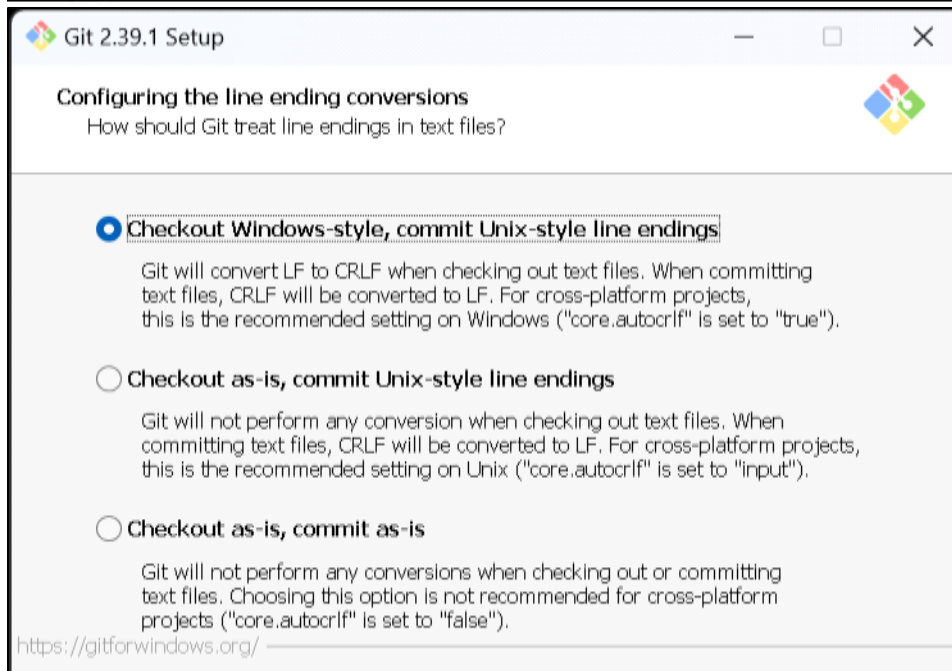 Git 2.39.1 Setup
Configuring the line ending conversions
How should Git treat line endings in text files?
Checkout Windows-style, commit Unix-style line endings
Git will convert LF to CRLF when checking out text files. When committing
text files, CRLF will be converted to LF. For cross-platform projects,
this is the recommended setting on Windows ("core.autocrlf" is set to "true").
Checkout as-is, commit Unix-style line endings
Git will not perform any conversion when checking out text files. When
committing text files, CRLF will be converted to LF. For cross-platform projects,
this is the recommended setting on Unix ("core.autocrlf" is set to "input").
Checkout as-is, commit as-is
Git will not perform any conversions when checking out or committing
text files. Choosing this option is not recommended for cross-platform
projects ("core.autocrlf" is set to "false").
https://gitforwindows.org/